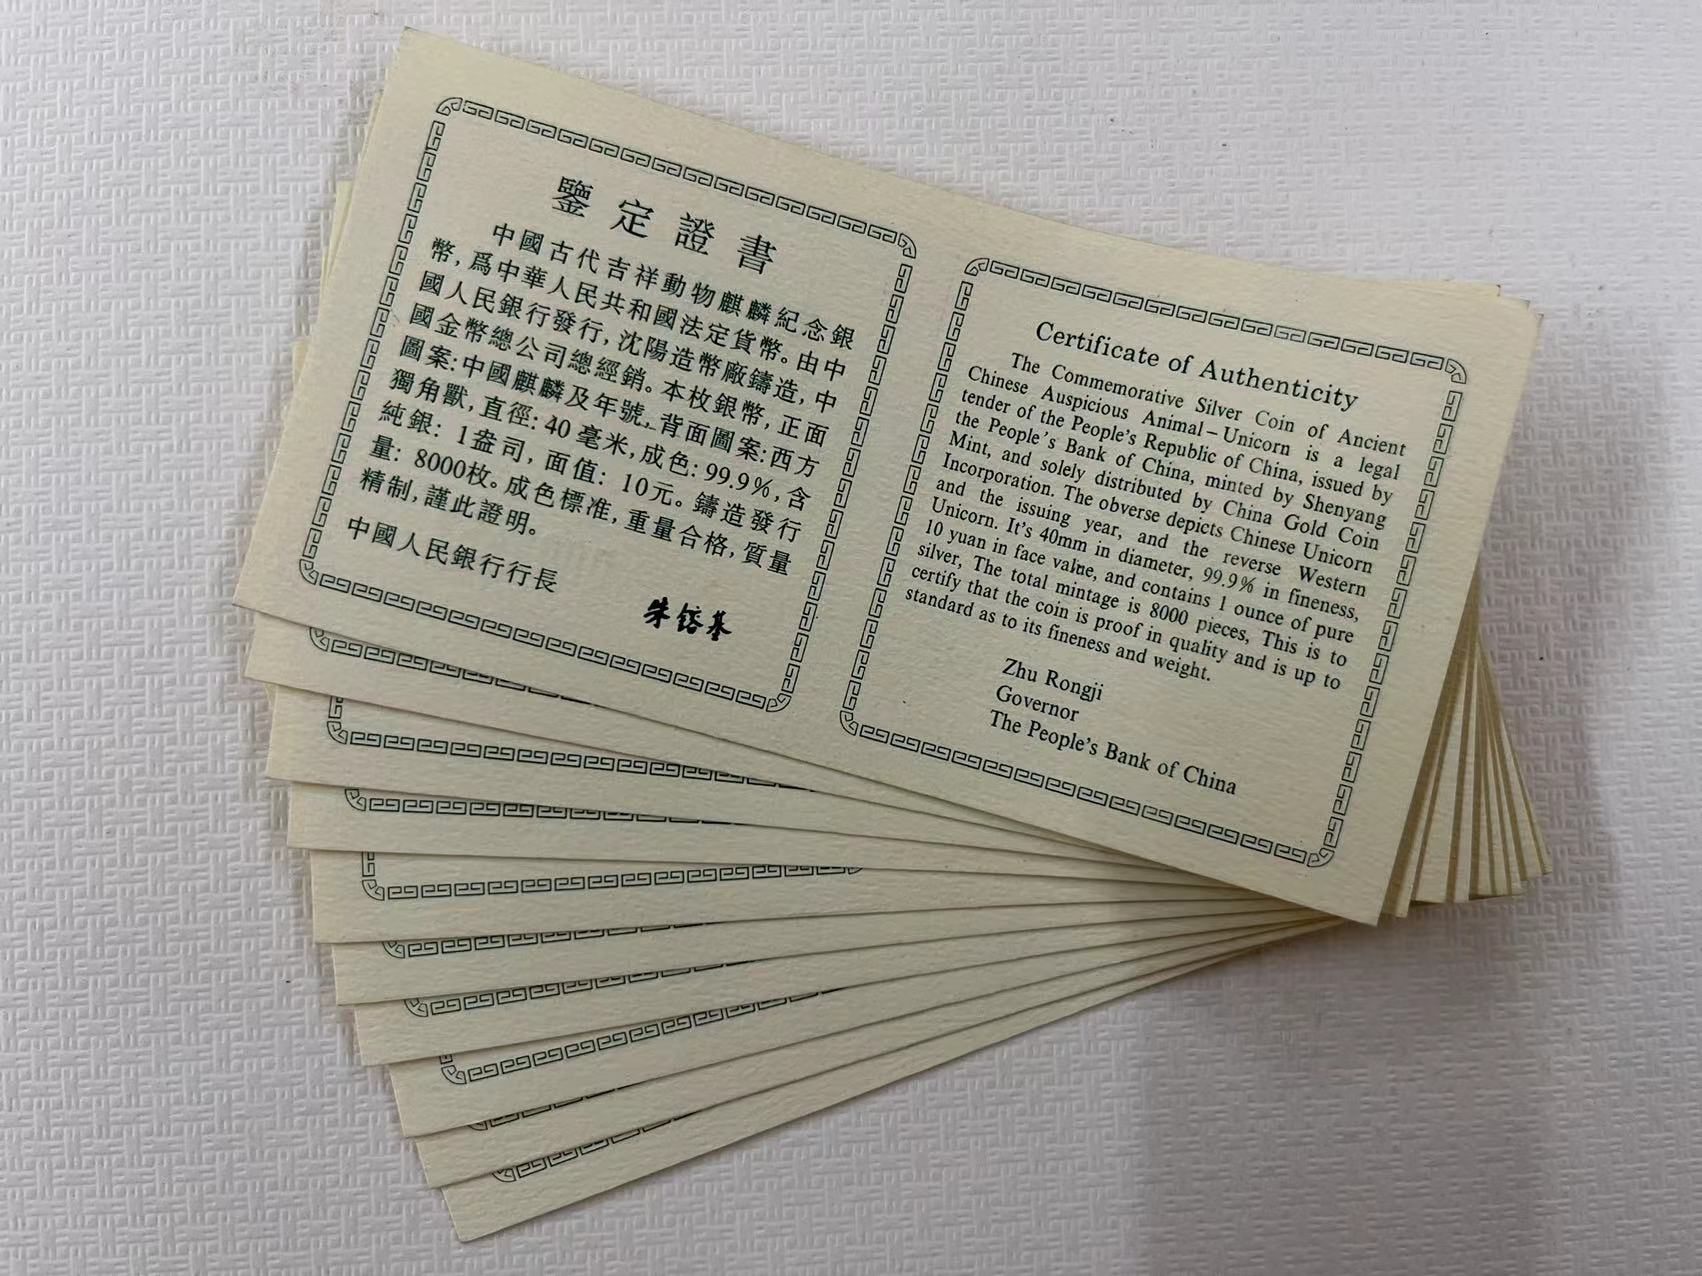 鑒定證書
中國古代吉祥動物麒麟紀念銀
幣，爲中華人民共和國法定貨幣。由中
國人民銀行發行，沈陽造幣廠鑄造，中
國金幣總公司總經銷。本枚銀幣，正面
圖案：中國麒麟及年號，背面圖案：西方
獨角獸，直徑：40毫米，成色：99.9%，含
純銀：1盎司，面值：10元。鑄造發行
量：8000枚。成色標准，重量合格，質量
精制，謹此證明。
中國人民銀行行長
朱镕基
Certificate of Authenticity
The Commemorative Silver Coin of Ancient
Chinese Auspicious Animal–Unicorn is a legal
tender of the People's Republic of China, issued by
the People's Bank of China, minted by Shenyang
Mint, and solely distributed by China Gold Coin
Incorporation. The obverse depicts Chinese Unicorn
and the issuing year, and the reverse Western
Unicorn. It's 40mm in diameter, 99.9% in fineness,
10 yuan in face value, and contains 1 ounce of pure
silver, The total mintage is 8000 pieces, This is to
certify that the coin is proof in quality and is up to
standard as to its fineness and weight.
Zhu Rongji
Governor
The People's Bank of China